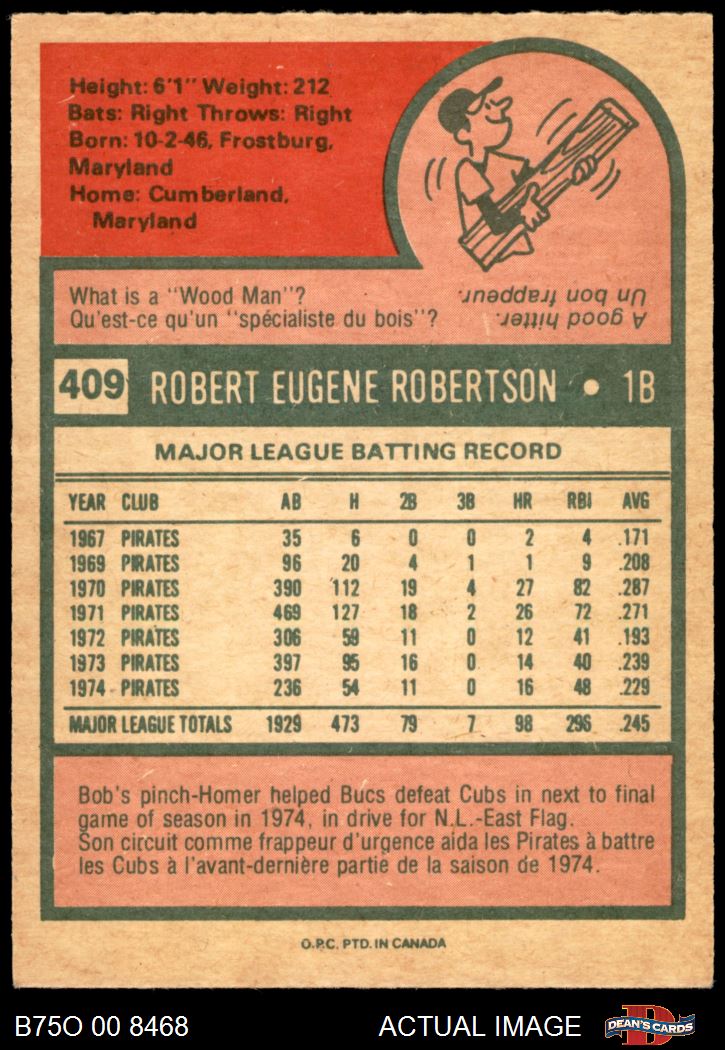 Height: 6'1" Weight: 212
Bats: Right Throws: Right
Born: 10-2-46, Frostburg,
Maryland
Home: Cumberland,
Maryland
What is a "Wood Man"?
Qu'est-ce qu'un "spécialiste du bois"?
A good hitter.
Un bon frappeur.
409 ROBERT EUGENE ROBERTSON • 1B
MAJOR LEAGUE BATTING RECORD
YEAR CLUB AB H 2B 3B HR RBI AVG
1967 PIRATES 35 6 0 0 2 4 .171
1969 PIRATES 96 20 4 1 1 9 .208
1970 PIRATES 390 112 19 4 27 82 .287
1971 PIRATES 469 127 18 2 26 72 .271
1972 PIRATES 306 59 11 0 12 41 .193
1973 PIRATES 397 95 16 0 14 40 .239
1974 PIRATES 236 54 11 0 16 48 .229
MAJOR LEAGUE TOTALS 1929 473 79 7 98 296 .245
Bob's pinch-Homer helped Bucs defeat Cubs in next to final
game of season in 1974, in drive for N.L.-East Flag.
Son circuit comme frappeur d'urgence aida les Pirates à battre
les Cubs à l'avant-dernière partie de la saison de 1974.
O.P.C. PTD. IN CANADA
B75O 00 8468 ACTUAL IMAGE DEAN'S CARDS